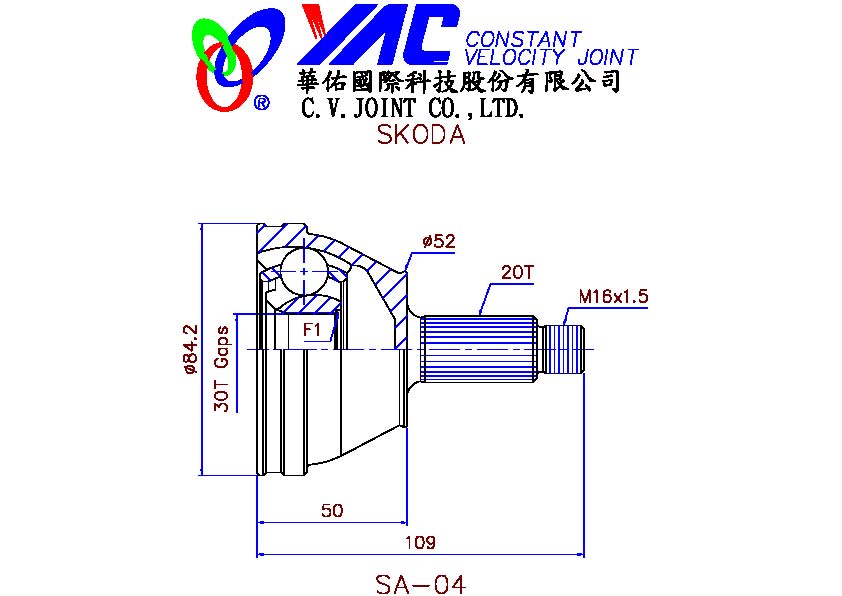 YAC CONSTANT
VELOCITY JOINT
華佑國際科技股份有限公司
®
C.V.JOINT CO.,LTD.
SKODA
ø52
20T
M16x1.5
F1
ø84.2
30T Gaps
50
109
SA-04